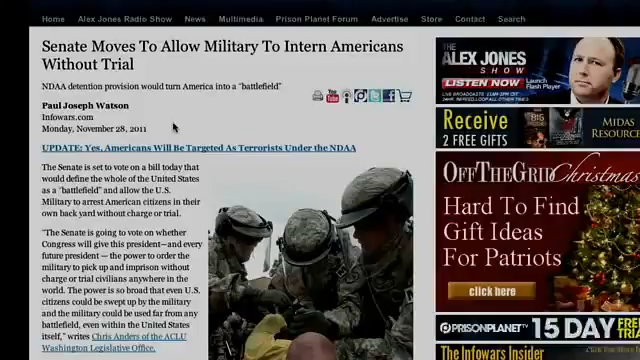 Home Alex Jones Radio Show News Multimedia Prison Planet Forum Advertise Store Contact Search
Senate Moves To Allow Military To Intern Americans
Without Trial
NDAA detention provision would turn America into a "battlefield"
Paul Joseph Watson
Infowars.com
Monday, November 28, 2011
UPDATE: Yes, Americans Will Be Targeted As Terrorists Under the NDAA
The Senate is set to vote on a bill today that
would define the whole of the United States
as a "battlefield" and allow the U.S.
Military to arrest American citizens in their
own back yard without charge or trial.
"The Senate is going to vote on whether
Congress will give this president—and every
future president — the power to order the
military to pick up and imprison without
charge or trial civilians anywhere in the
world. The power is so broad that even U.S.
citizens could be swept up by the military
and the military could be used far from any
battlefield, even within the United States
itself," writes Chris Anders of the ACLU
Washington Legislative Office.
THE
ALEX JONES
SHOW
LISTEN NOW
Launch
Flash Player
Receive
2 FREE GIFTS
MIDAS
RESOURCE
OFFTHEGRID Christmas
Hard To Find
Gift Ideas
For Patriots
click here
PRISONPLANET 15 DAY FREE
TRIA
The Infowars Insider